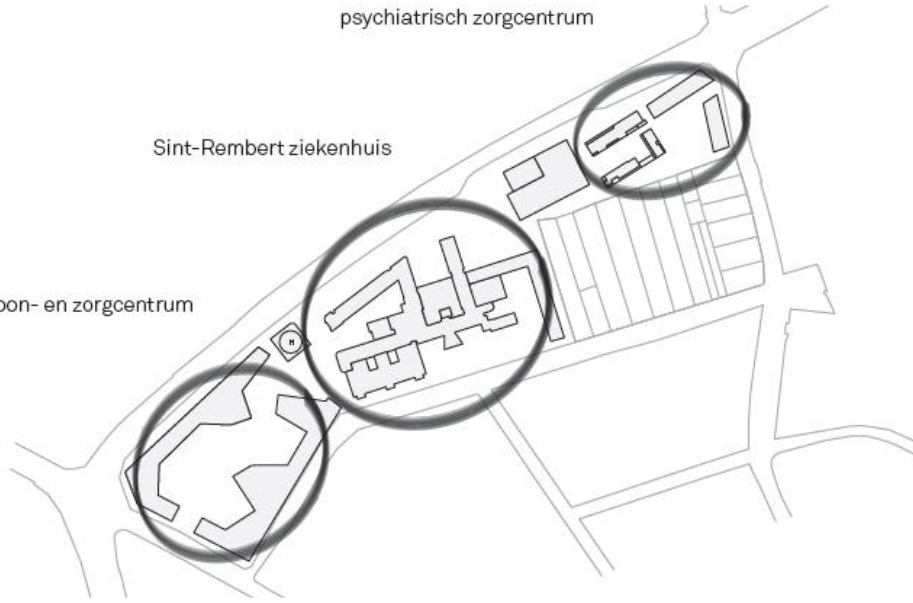 psychiatrisch zorgcentrum
Sint-Rembert ziekenhuis
oon- en zorgcentrum
H